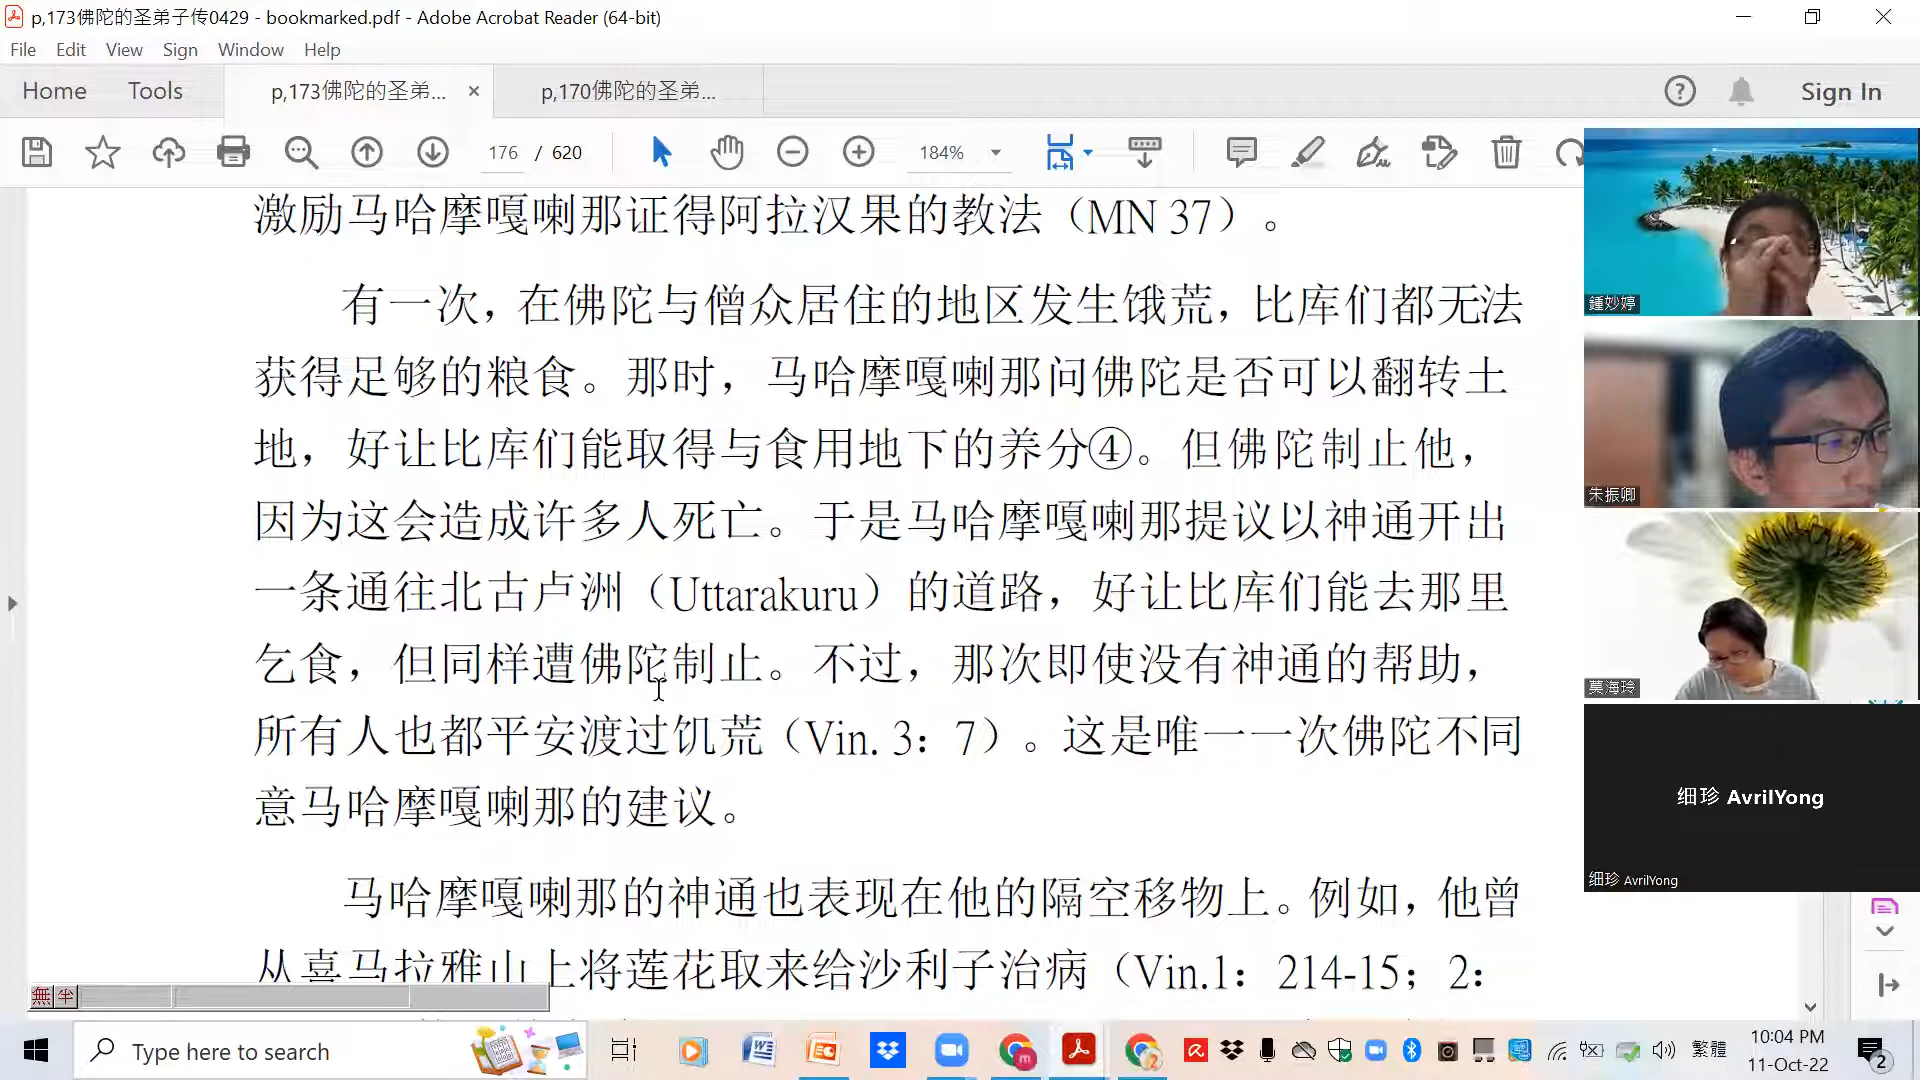 p,173佛陀的圣弟子传0429 - bookmarked.pdf - Adobe Acrobat Reader (64-bit)
File Edit View Sign Window Help
Home Tools p,173佛陀的圣弟... × p,170佛陀的圣弟... Sign In
176 / 620 184%
激励马哈摩嘎喇那证得阿拉汉果的教法（MN 37）。
有一次，在佛陀与僧众居住的地区发生饿荒，比库们都无法
获得足够的粮食。那时，马哈摩嘎喇那问佛陀是否可以翻转土
地，好让比库们能取得与食用地下的养分④。但佛陀制止他，
因为这会造成许多人死亡。于是马哈摩嘎喇那提议以神通开出
一条通往北古卢洲（Uttarakuru）的道路，好让比库们能去那里
乞食，但同样遭佛陀制止。不过，那次即使没有神通的帮助，
所有人也都平安渡过饥荒（Vin. 3：7）。这是唯一一次佛陀不同
意马哈摩嘎喇那的建议。
马哈摩嘎喇那的神通也表现在他的隔空移物上。例如，他曾
从喜马拉雅山上将莲花取来给沙利子治病（Vin.1：214-15；2：
鍾妙婷
朱振卿
莫海玲
细珍 AvrilYong
细珍 AvrilYong
無 半
Type here to search
繁體
10:04 PM
11-Oct-22
2